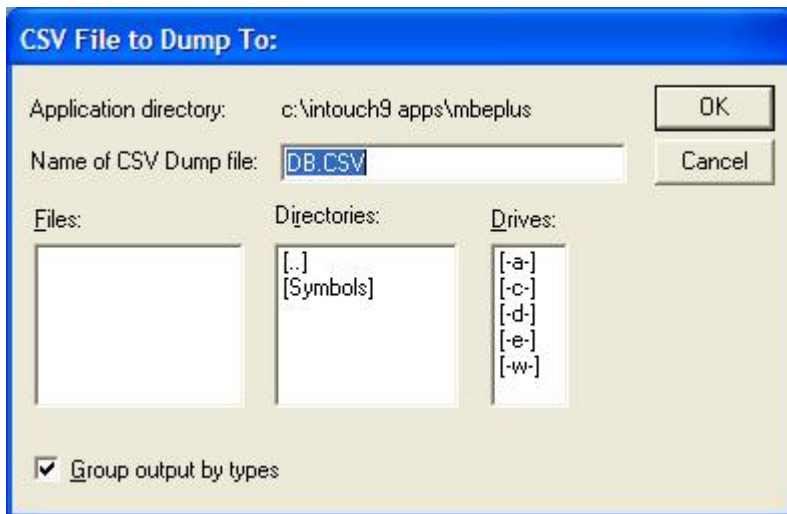 CSV File to Dump To:
Application directory: c:\intouch9 apps\mbeplus
OK
Name of CSV Dump file: DB.CSV
Cancel
Files:
Directories:
[..]
[Symbols]
Drives:
[-a-]
[-c-]
[-d-]
[-e-]
[-w-]
Group output by types